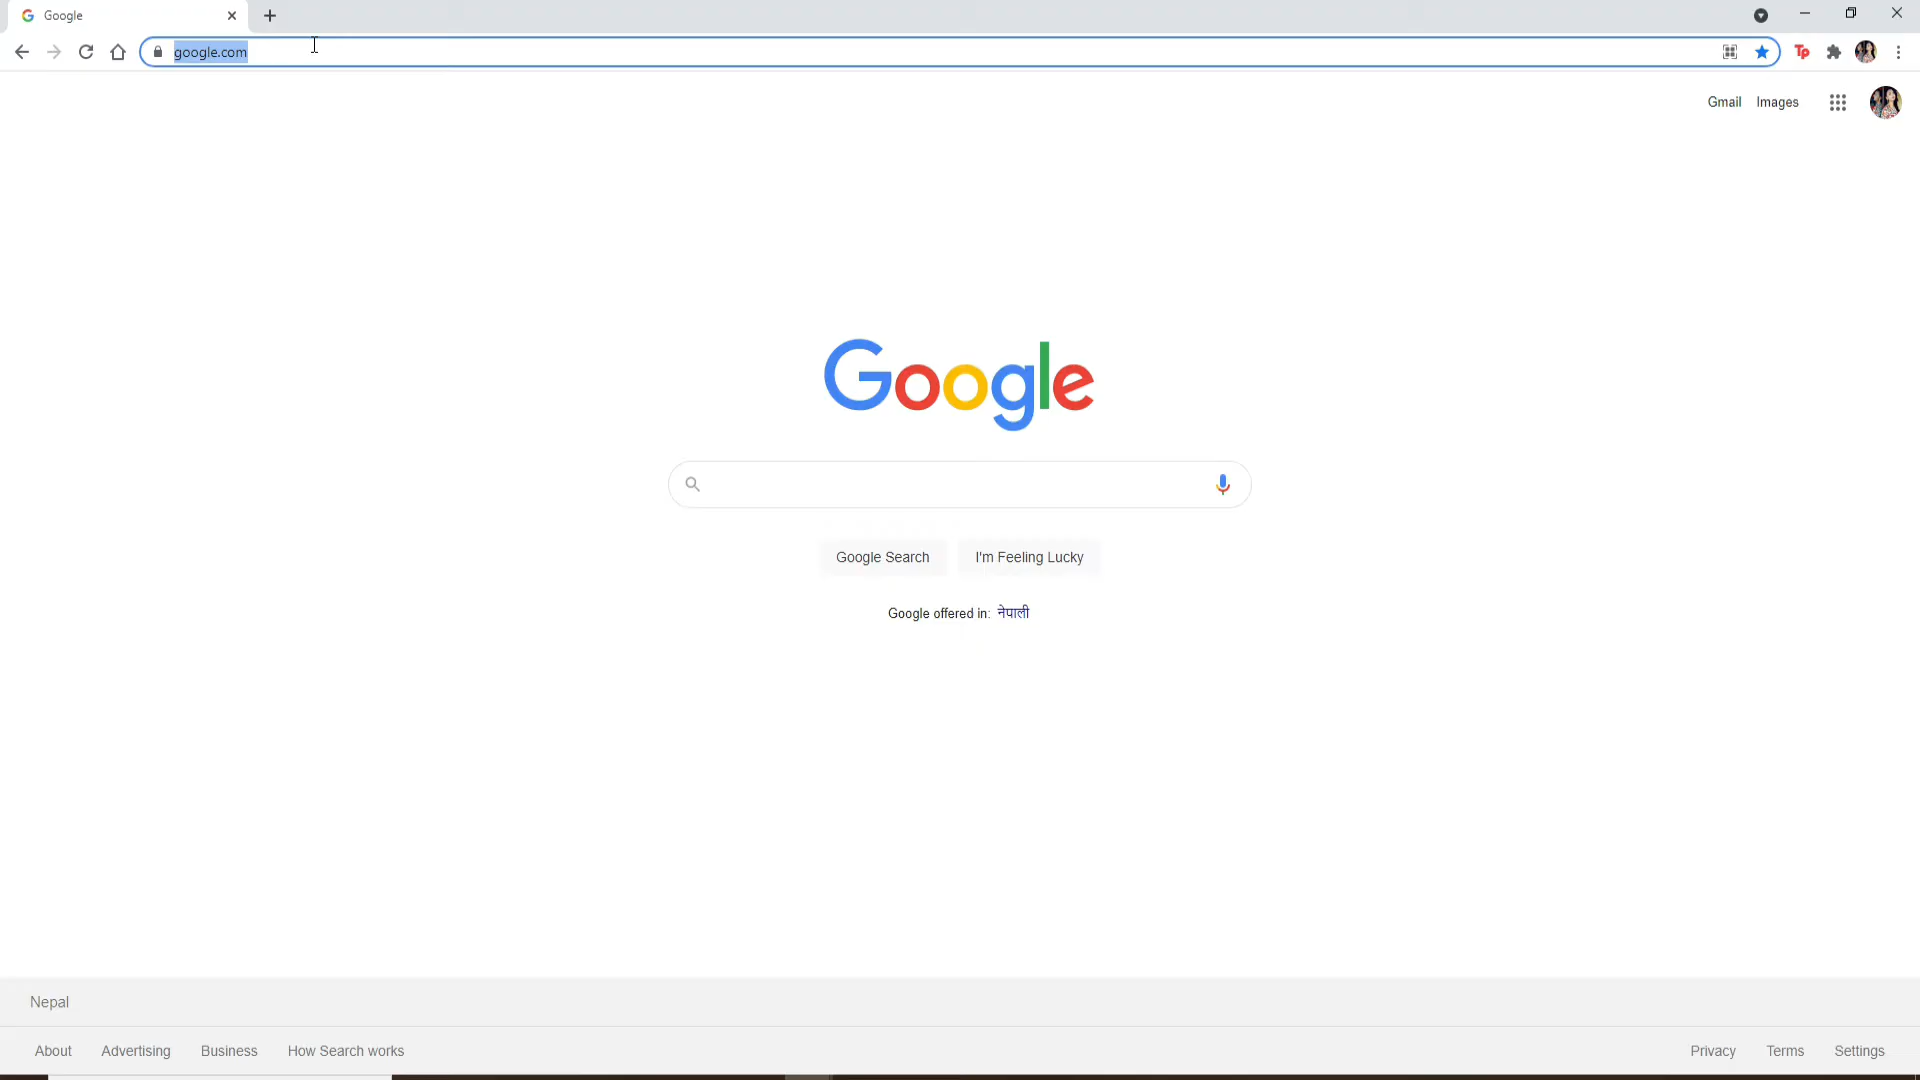 Google
google.com
Tp
Gmail Images
Google
Google Search I'm Feeling Lucky
Google offered in: नेपाली
Nepal
About Advertising Business How Search works Privacy Terms Settings